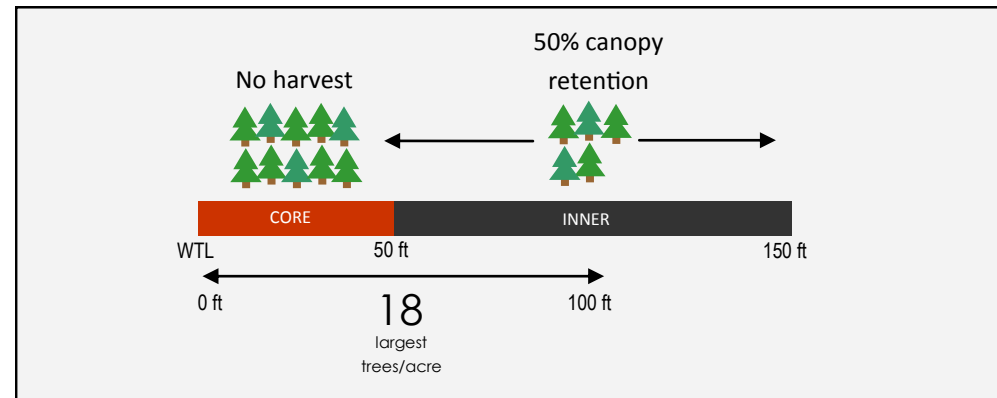 50% canopy
retention
No harvest
CORE
INNER
WTL
50 ft
150 ft
0 ft
100 ft
18
largest
trees/acre